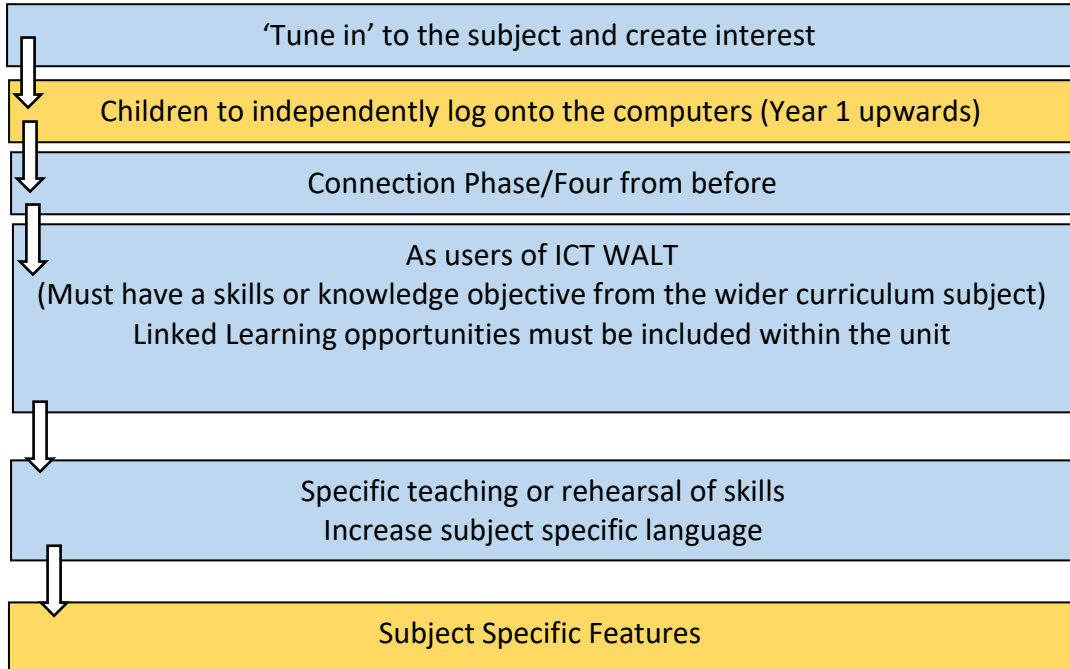 ‘Tune in’ to the subject and create interest
Children to independently log onto the computers (Year 1 upwards)
Connection Phase/Four from before
As users of ICT WALT
(Must have a skills or knowledge objective from the wider curriculum subject)
Linked Learning opportunities must be included within the unit
Specific teaching or rehearsal of skills
Increase subject specific language
Subject Specific Features